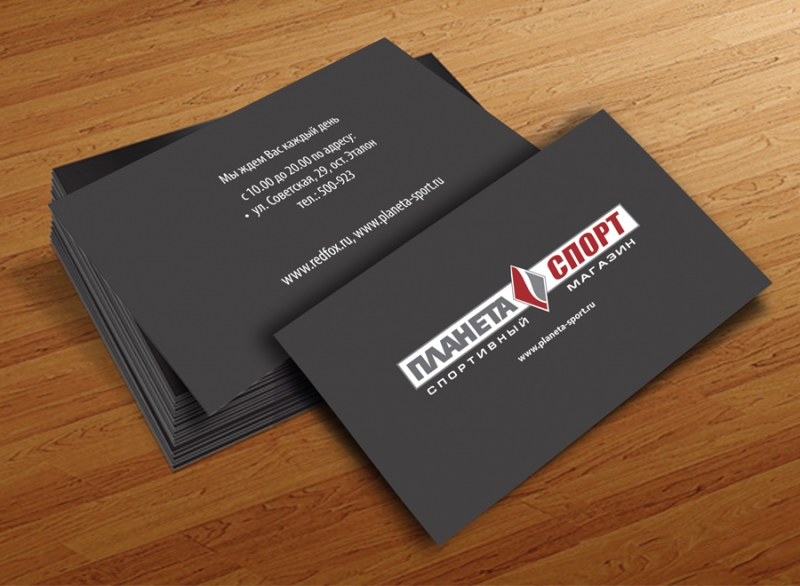 Мы ждем Вас каждый день
с 10.00 до 20.00 по адресу:
• ул. Советская, 29, ост. Эталон
тел.: 500-923
www.redfox.ru, www.planeta-sport.ru
ПЛАНЕТА СПОРТ
СПОРТИВНЫЙ МАГАЗИН
www.planeta-sport.ru